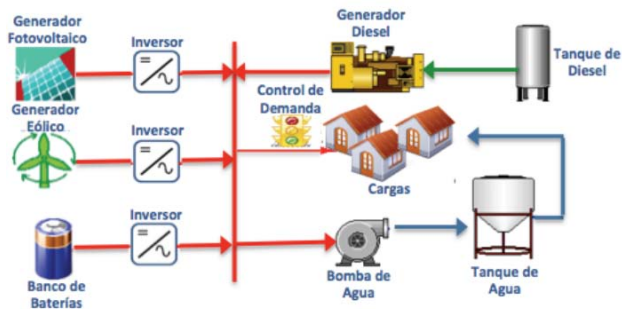 Generador
Fotovoltaico
Inversor
Generador
Diesel
Tanque de
Diesel
Generador
Eólico
Inversor
Control de
Demanda
Cargas
Inversor
Banco de
Baterías
Bomba de
Agua
Tanque de
Agua